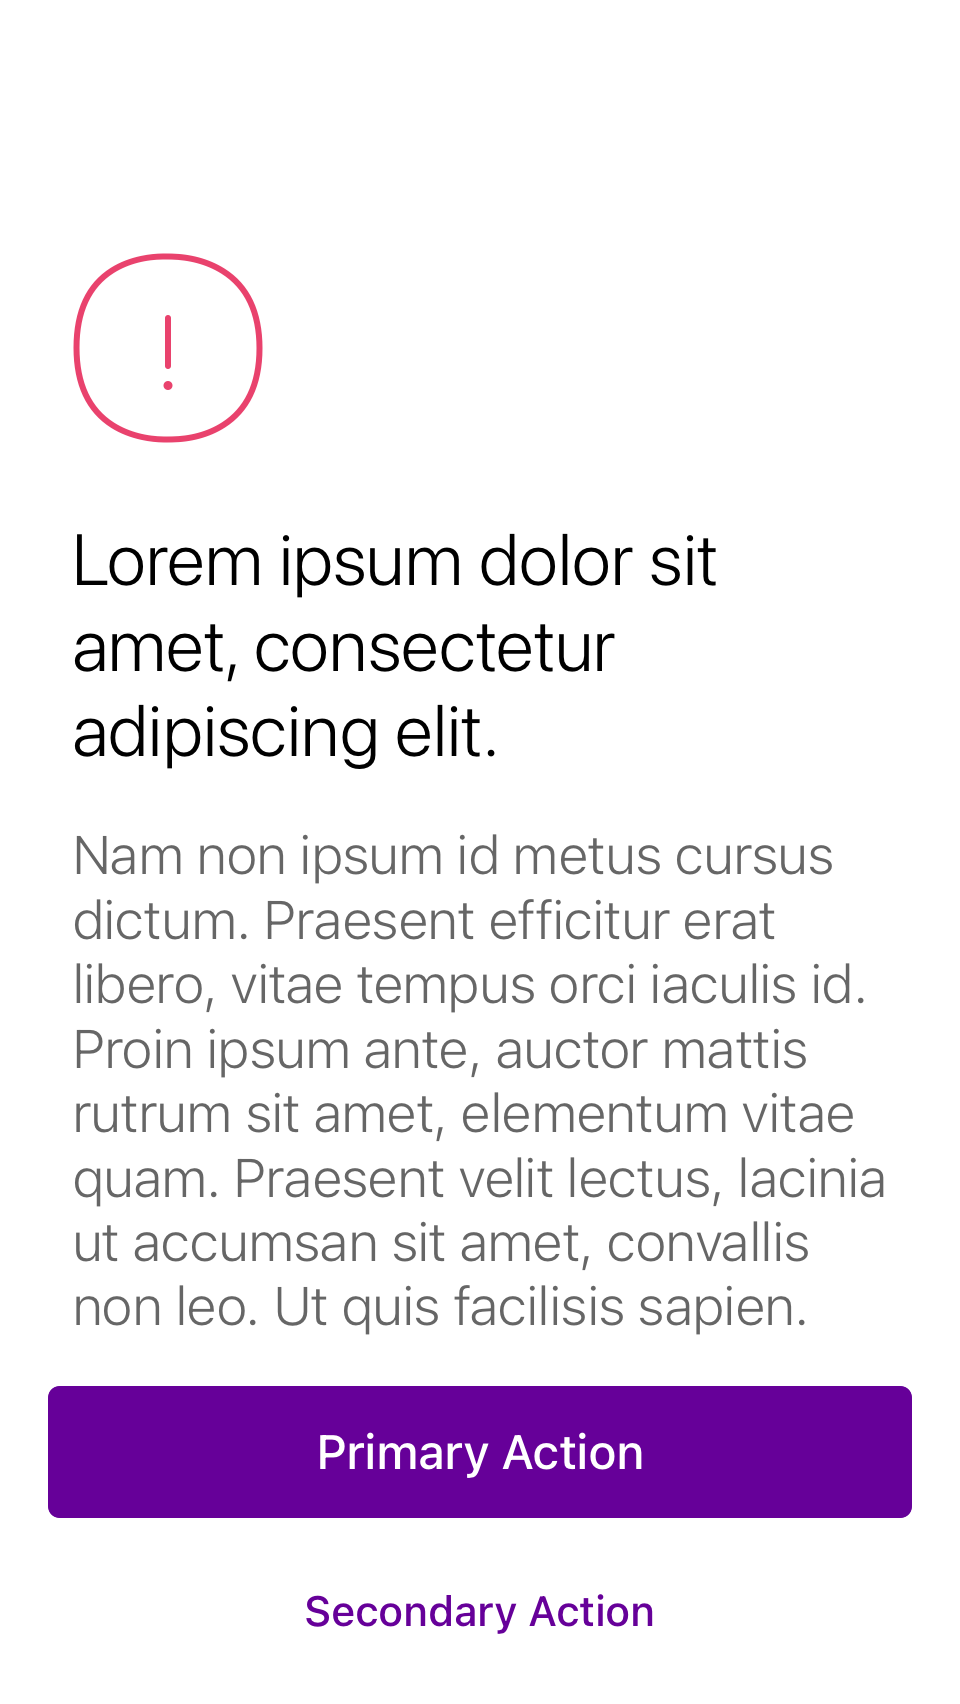 Lorem ipsum dolor sit
amet, consectetur
adipiscing elit.
Nam non ipsum id metus cursus
dictum. Praesent efficitur erat
libero, vitae tempus orci iaculis id.
Proin ipsum ante, auctor mattis
rutrum sit amet, elementum vitae
quam. Praesent velit lectus, lacinia
ut accumsan sit amet, convallis
non leo. Ut quis facilisis sapien.
Primary Action
Secondary Action